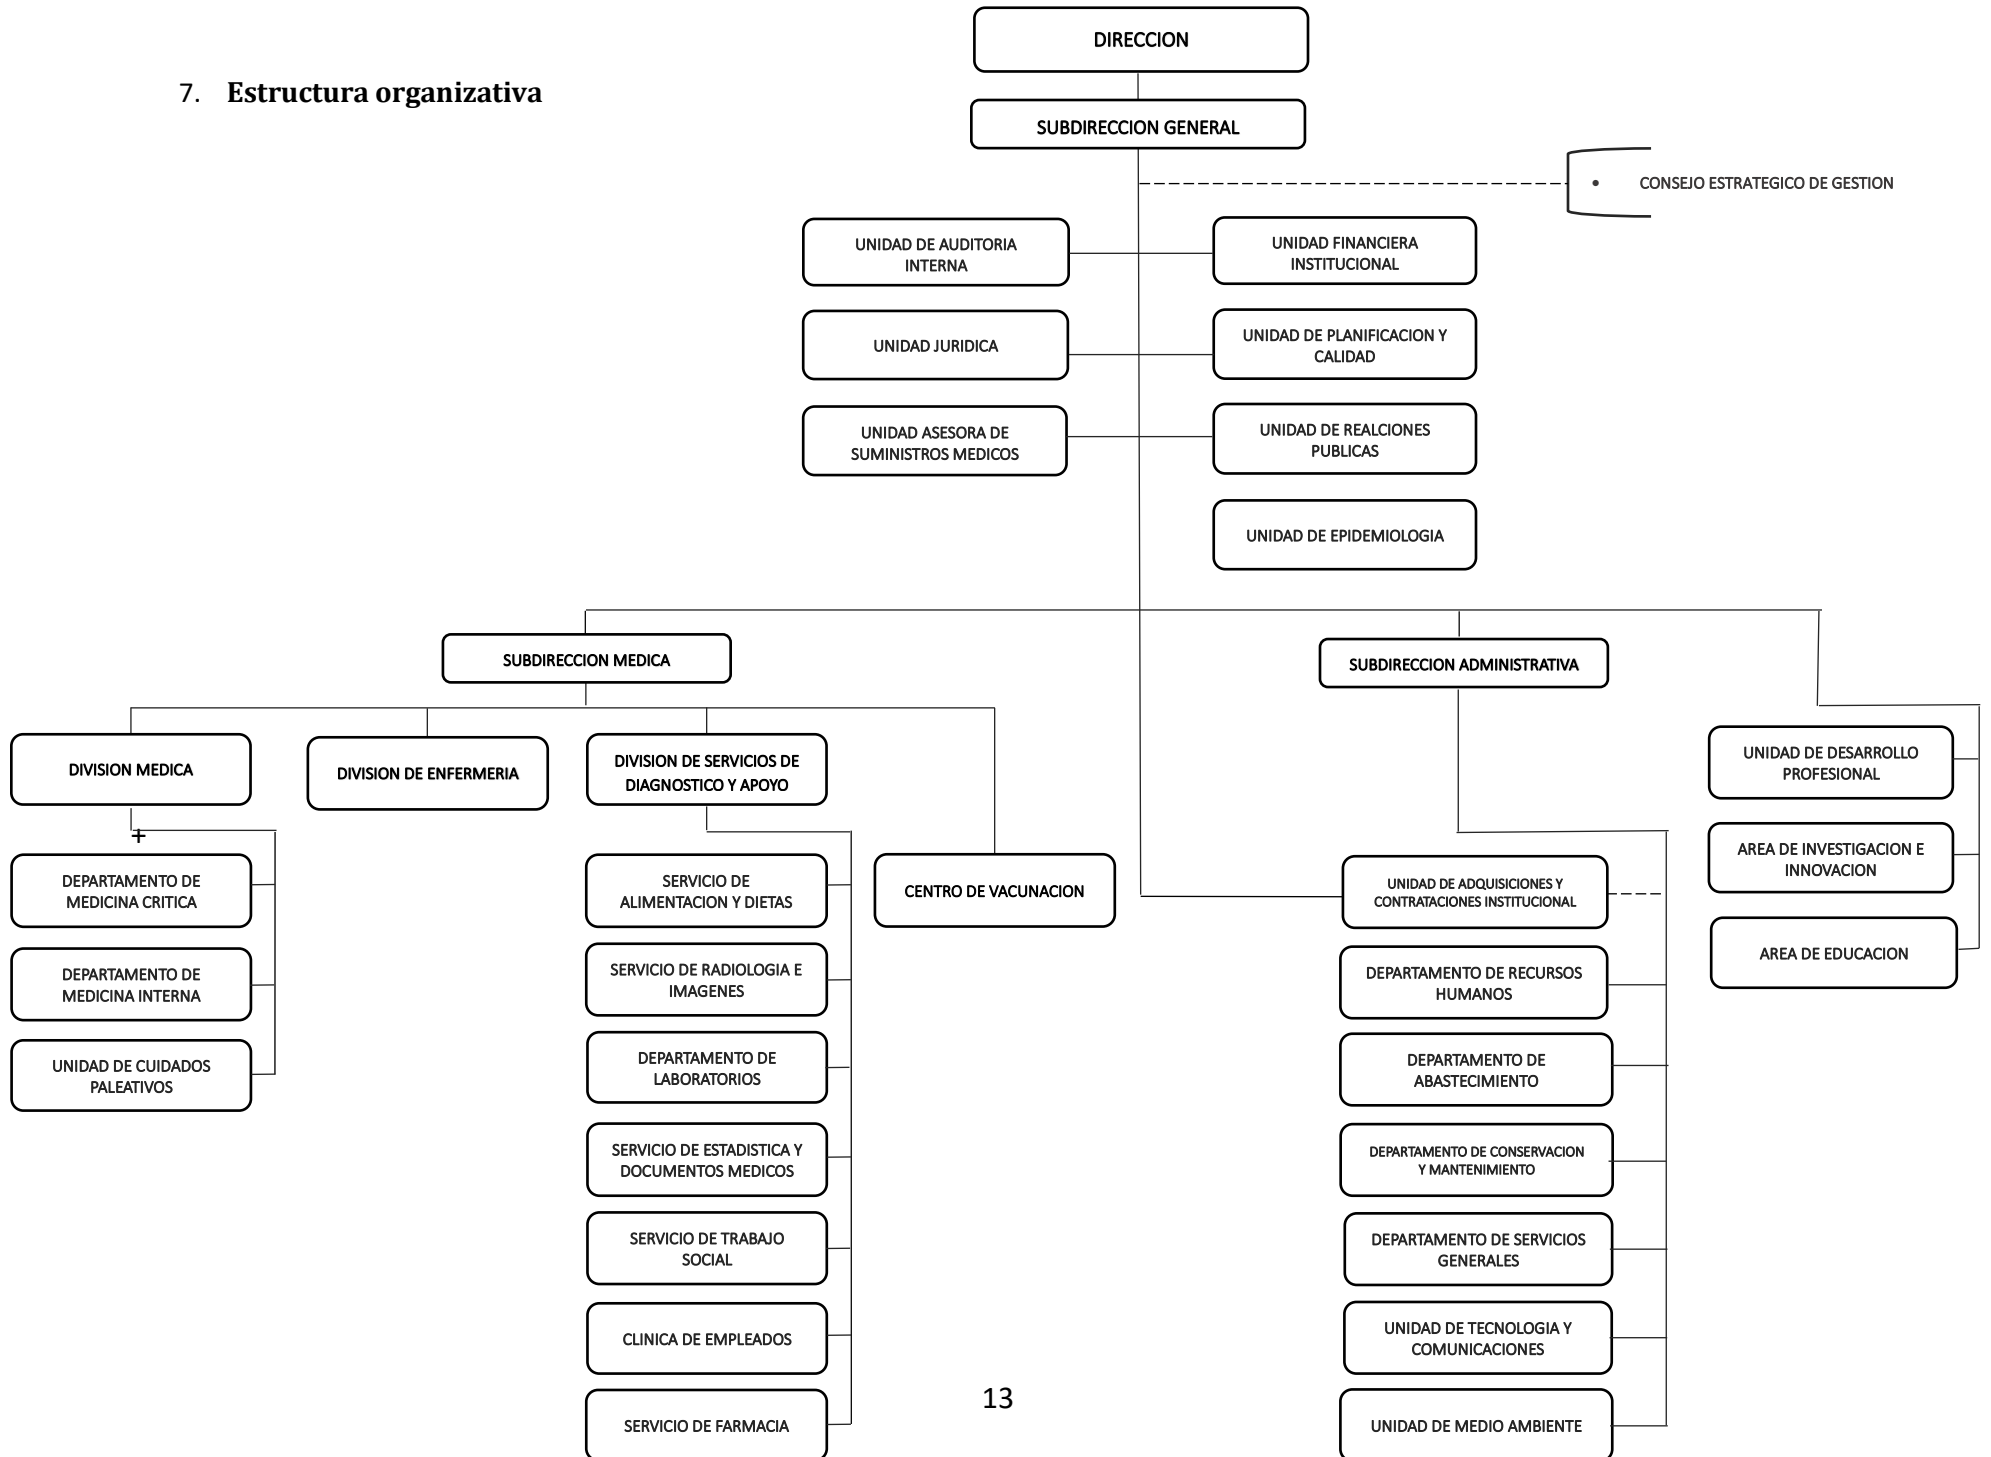 DIRECCION
7. Estructura organizativa
SUBDIRECCION GENERAL
• CONSEJO ESTRATEGICO DE GESTION
UNIDAD DE AUDITORIA
INTERNA
UNIDAD FINANCIERA
INSTITUCIONAL
UNIDAD JURIDICA
UNIDAD DE PLANIFICACION Y
CALIDAD
UNIDAD ASESORA DE
SUMINISTROS MEDICOS
UNIDAD DE REALCIONES
PUBLICAS
UNIDAD DE EPIDEMIOLOGIA
SUBDIRECCION MEDICA
SUBDIRECCION ADMINISTRATIVA
DIVISION MEDICA
DIVISION DE ENFERMERIA
DIVISION DE SERVICIOS DE
DIAGNOSTICO Y APOYO
UNIDAD DE DESARROLLO
PROFESIONAL
+
DEPARTAMENTO DE
MEDICINA CRITICA
DEPARTAMENTO DE
MEDICINA INTERNA
UNIDAD DE CUIDADOS
PALEATIVOS
SERVICIO DE
ALIMENTACION Y DIETAS
SERVICIO DE RADIOLOGIA E
IMAGENES
DEPARTAMENTO DE
LABORATORIOS
SERVICIO DE ESTADISTICA Y
DOCUMENTOS MEDICOS
SERVICIO DE TRABAJO
SOCIAL
CLINICA DE EMPLEADOS
SERVICIO DE FARMACIA
CENTRO DE VACUNACION
UNIDAD DE ADQUISICIONES Y
CONTRATACIONES INSTITUCIONAL
DEPARTAMENTO DE RECURSOS
HUMANOS
DEPARTAMENTO DE
ABASTECIMIENTO
DEPARTAMENTO DE CONSERVACION
Y MANTENIMIENTO
DEPARTAMENTO DE SERVICIOS
GENERALES
UNIDAD DE TECNOLOGIA Y
COMUNICACIONES
UNIDAD DE MEDIO AMBIENTE
AREA DE INVESTIGACION E
INNOVACION
AREA DE EDUCACION
13